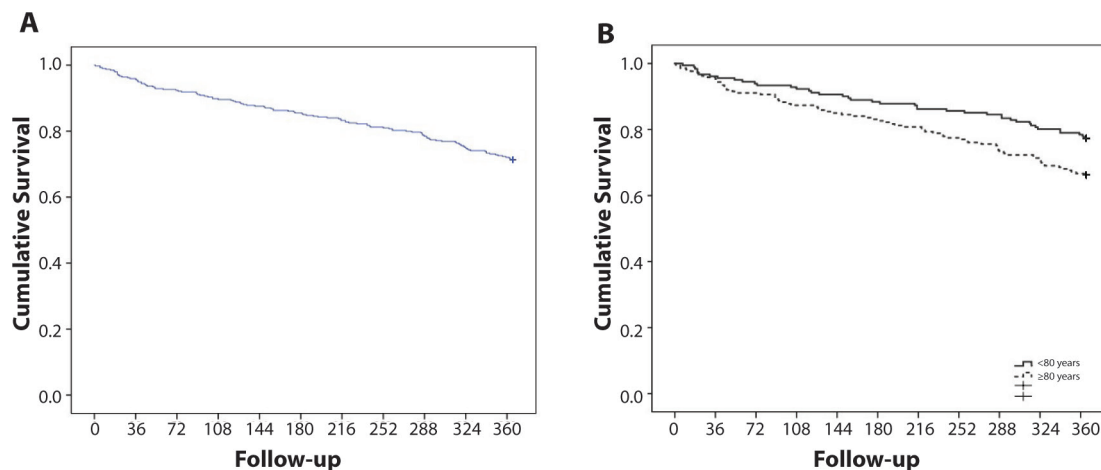 A
Cumulative Survival
1.0
0.8
0.6
0.4
0.2
0.0
0 36 72 108 144 180 216 252 288 324 360
Follow-up
B
Cumulative Survival
1.0
0.8
0.6
0.4
0.2
0.0
<80 years
≥80 years
0 36 72 108 144 180 216 252 288 324 360
Follow-up